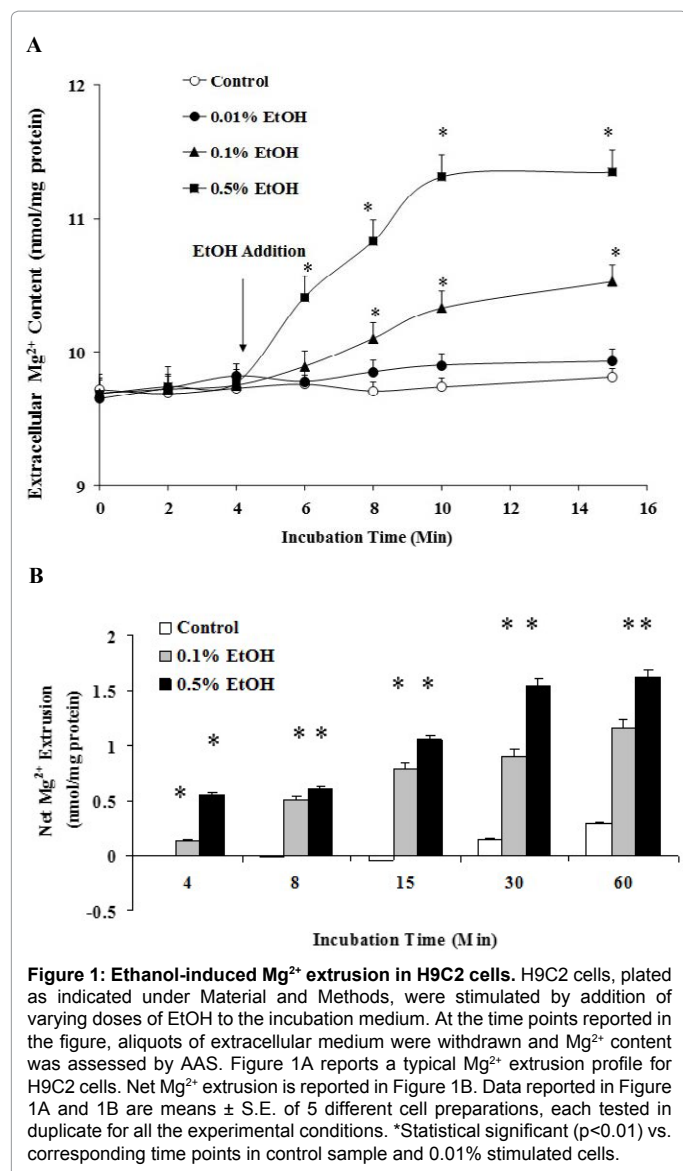 A
Control
0.01% EtOH
0.1% EtOH
0.5% EtOH
EtOH Addition
* * * *
* * *
Extracellular Mg²⁺ Content (nmol/mg protein)
12
11
10
9
0 2 4 6 8 10 12 14 16
Incubation Time (Min)
B
Control
0.1% EtOH
0.5% EtOH
* * * * * * * * * *
Net Mg²⁺ Extrusion
(nmol/mg protein)
2
1.5
1
0.5
0
-0.5
4 8 15 30 60
Incubation Time (Min)
Figure 1: Ethanol-induced Mg²⁺ extrusion in H9C2 cells. H9C2 cells, plated
as indicated under Material and Methods, were stimulated by addition of
varying doses of EtOH to the incubation medium. At the time points reported in
the figure, aliquots of extracellular medium were withdrawn and Mg²⁺ content
was assessed by AAS. Figure 1A reports a typical Mg²⁺ extrusion profile for
H9C2 cells. Net Mg²⁺ extrusion is reported in Figure 1B. Data reported in Figure
1A and 1B are means ± S.E. of 5 different cell preparations, each tested in
duplicate for all the experimental conditions. *Statistical significant (p<0.01) vs.
corresponding time points in control sample and 0.01% stimulated cells.